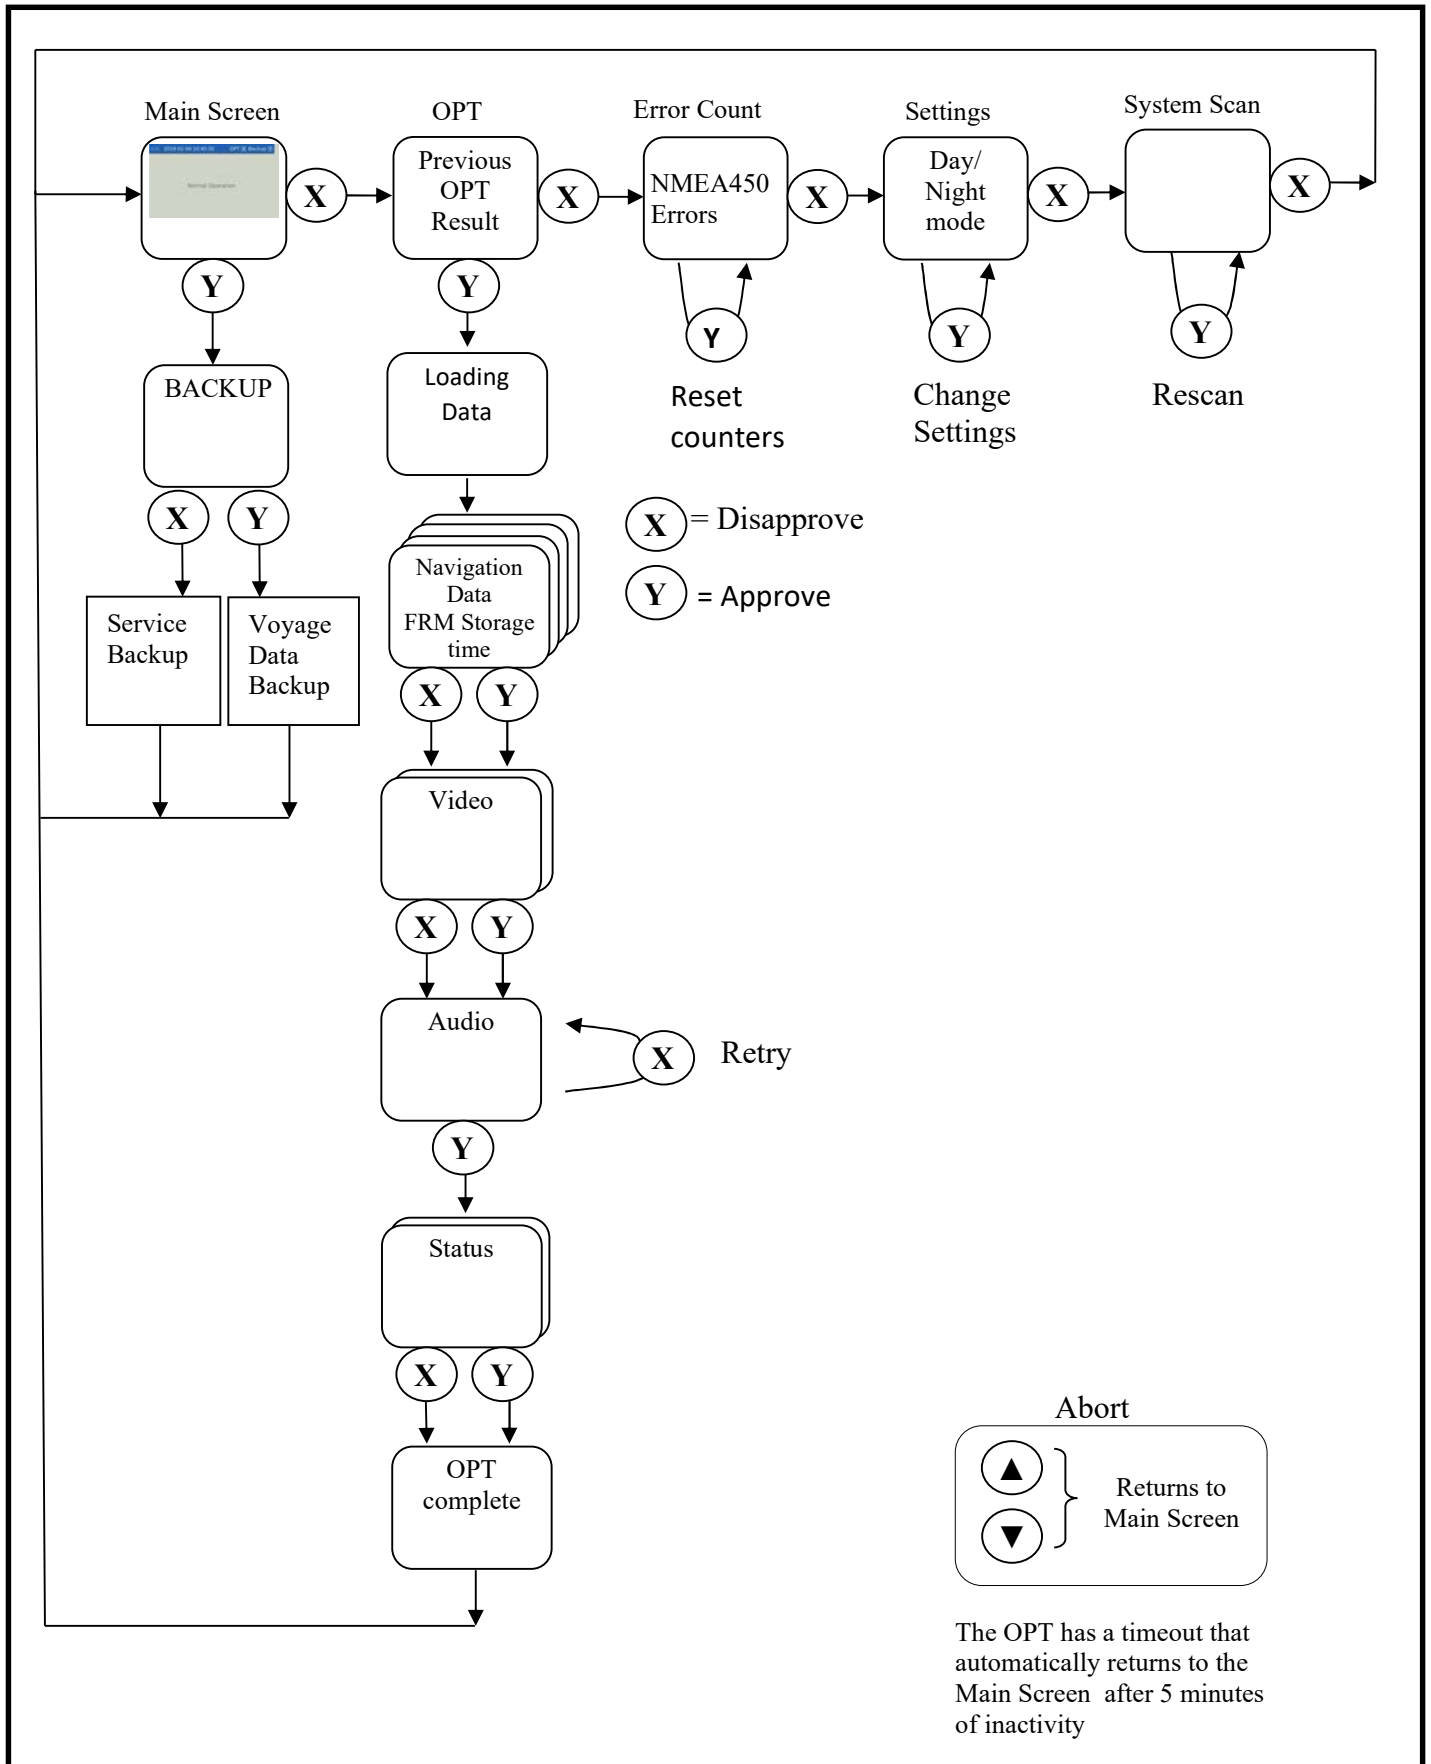 Main Screen
OPT
Error Count
Settings
System Scan
OPT X Backup Y
Normal Operation
X
Previous
OPT
Result
X
NMEA450
Errors
X
Day/
Night
mode
X
X
Y
Y
Y
Y
Y
BACKUP
Loading
Data
Reset
counters
Change
Settings
Rescan
X
Y
X = Disapprove
Y = Approve
Service
Backup
Voyage
Data
Backup
Navigation
Data
FRM Storage
time
X
Y
Video
X
Y
Audio
X
Retry
Y
Status
X
Y
OPT
complete
Abort
▲
▼
Returns to
Main Screen
The OPT has a timeout that
automatically returns to the
Main Screen after 5 minutes
of inactivity